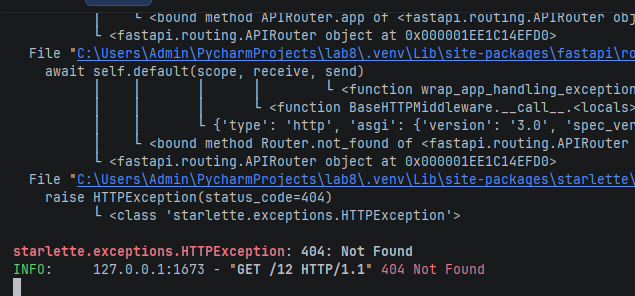 │ └ <bound method APIRouter.app of <fastapi.routing.APIRouter obj
└ <fastapi.routing.APIRouter object at 0x000001EE1C14EFD0>
File "C:\Users\Admin\PycharmProjects\lab8\.venv\Lib\site-packages\fastapi\ro
await self.default(scope, receive, send)
│ │ │ │ └ <function wrap_app_handling_exception
│ │ │ └ <function BaseHTTPMiddleware.__call__.<locals>
│ │ └ {'type': 'http', 'asgi': {'version': '3.0', 'spec_ver
│ └ <bound method Router.not_found of <fastapi.routing.APIRouter
└ <fastapi.routing.APIRouter object at 0x000001EE1C14EFD0>
File "C:\Users\Admin\PycharmProjects\lab8\.venv\Lib\site-packages\starlette\
raise HTTPException(status_code=404)
└ <class 'starlette.exceptions.HTTPException'>
starlette.exceptions.HTTPException: 404: Not Found
INFO: 127.0.0.1:1673 - "GET /12 HTTP/1.1" 404 Not Found